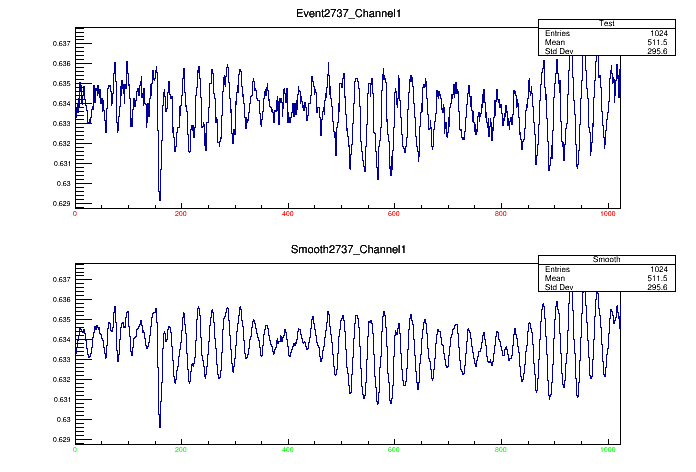 Event2737_Channel1
Test
Entries 1024
Mean 511.5
Std Dev 295.6
0.637
0.636
0.635
0.634
0.633
0.632
0.631
0.63
0.629
0 200 400 600 800 1000
Smooth2737_Channel1
Smooth
Entries 1024
Mean 511.5
Std Dev 295.6
0.637
0.636
0.635
0.634
0.633
0.632
0.631
0.63
0.629
0 200 400 600 800 1000